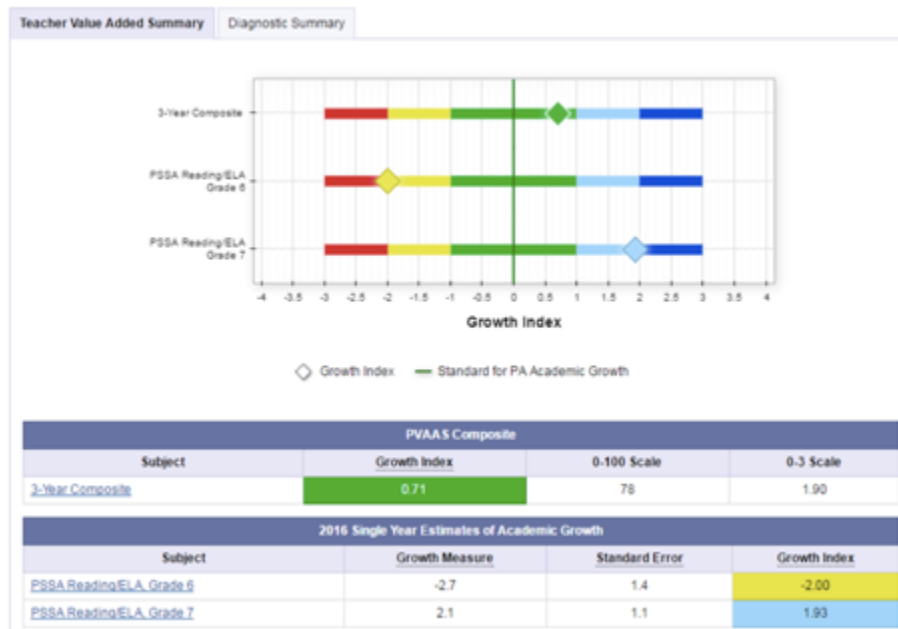 Teacher Value Added Summary Diagnostic Summary
3-Year Composite
PSSA Reading/ELA
Grade 6
PSSA Reading/ELA
Grade 7
-4 -3.5 -3 -2.5 -2 -1.5 -1 -0.5 0 0.5 1 1.5 2 2.5 3 3.5 4
Growth Index
Growth Index Standard for PA Academic Growth
PVAAS Composite
Subject Growth Index 0-100 Scale 0-3 Scale
3-Year Composite 0.71 78 1.90
2016 Single Year Estimates of Academic Growth
Subject Growth Measure Standard Error Growth Index
PSSA Reading/ELA, Grade 6 -2.7 1.4 -2.00
PSSA Reading/ELA, Grade 7 2.1 1.1 1.93